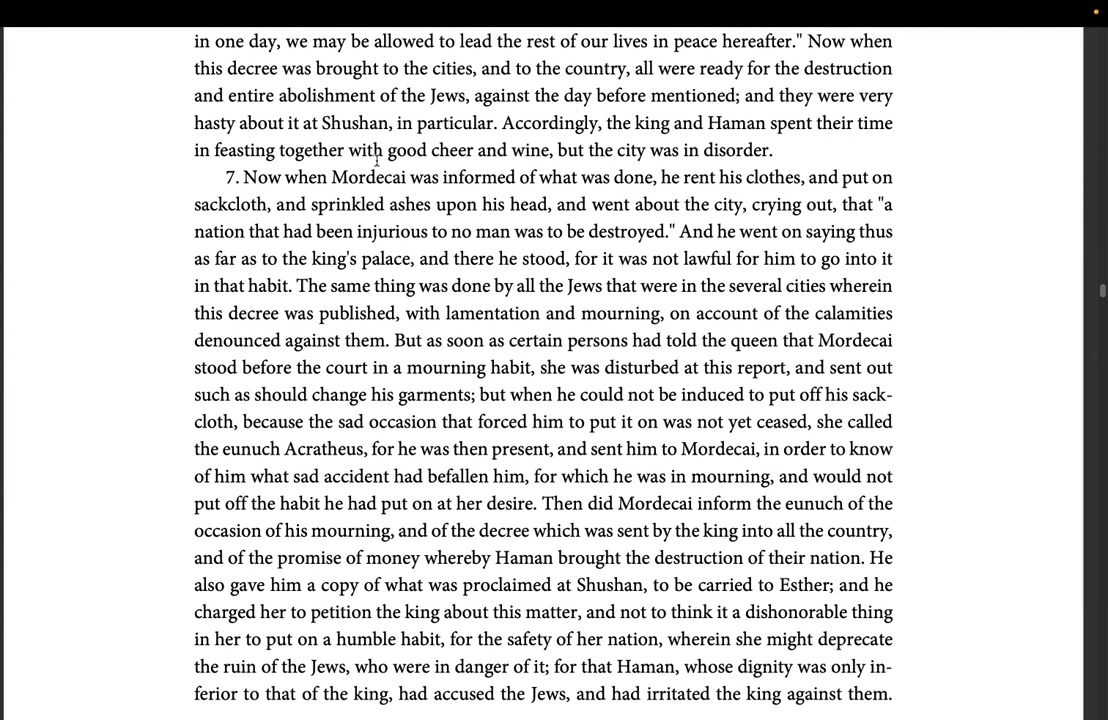 in one day, we may be allowed to lead the rest of our lives in peace hereafter." Now when
this decree was brought to the cities, and to the country, all were ready for the destruction
and entire abolishment of the Jews, against the day before mentioned; and they were very
hasty about it at Shushan, in particular. Accordingly, the king and Haman spent their time
in feasting together with good cheer and wine, but the city was in disorder.
7. Now when Mordecai was informed of what was done, he rent his clothes, and put on
sackcloth, and sprinkled ashes upon his head, and went about the city, crying out, that "a
nation that had been injurious to no man was to be destroyed." And he went on saying thus
as far as to the king's palace, and there he stood, for it was not lawful for him to go into it
in that habit. The same thing was done by all the Jews that were in the several cities wherein
this decree was published, with lamentation and mourning, on account of the calamities
denounced against them. But as soon as certain persons had told the queen that Mordecai
stood before the court in a mourning habit, she was disturbed at this report, and sent out
such as should change his garments; but when he could not be induced to put off his sack-
cloth, because the sad occasion that forced him to put it on was not yet ceased, she called
the eunuch Acratheus, for he was then present, and sent him to Mordecai, in order to know
of him what sad accident had befallen him, for which he was in mourning, and would not
put off the habit he had put on at her desire. Then did Mordecai inform the eunuch of the
occasion of his mourning, and of the decree which was sent by the king into all the country,
and of the promise of money whereby Haman brought the destruction of their nation. He
also gave him a copy of what was proclaimed at Shushan, to be carried to Esther; and he
charged her to petition the king about this matter, and not to think it a dishonorable thing
in her to put on a humble habit, for the safety of her nation, wherein she might deprecate
the ruin of the Jews, who were in danger of it; for that Haman, whose dignity was only in-
ferior to that of the king, had accused the Jews, and had irritated the king against them.